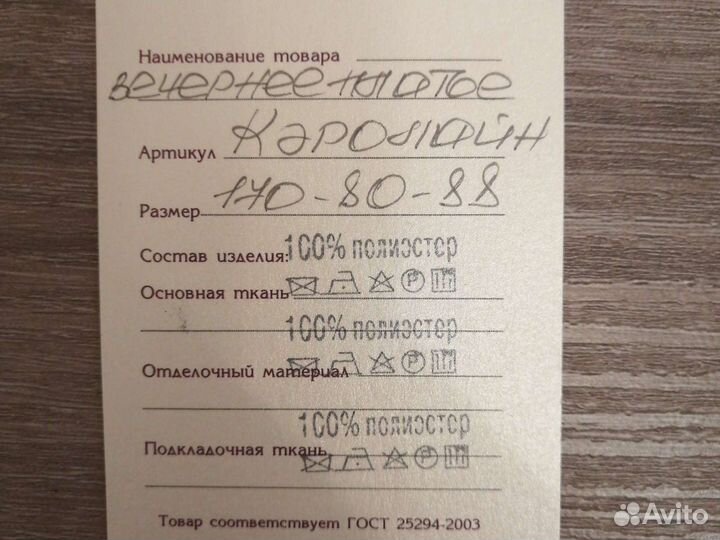 Наименование товара
вечернее платье
Артикул Кэролайн
Размер 170-80-88
Состав изделия: 100% полиэстер
Основная ткань
100% полиэстер
Отделочный материал
100% полиэстер
Подкладочная ткань
Товар соответствует ГОСТ 25294-2003
Avito